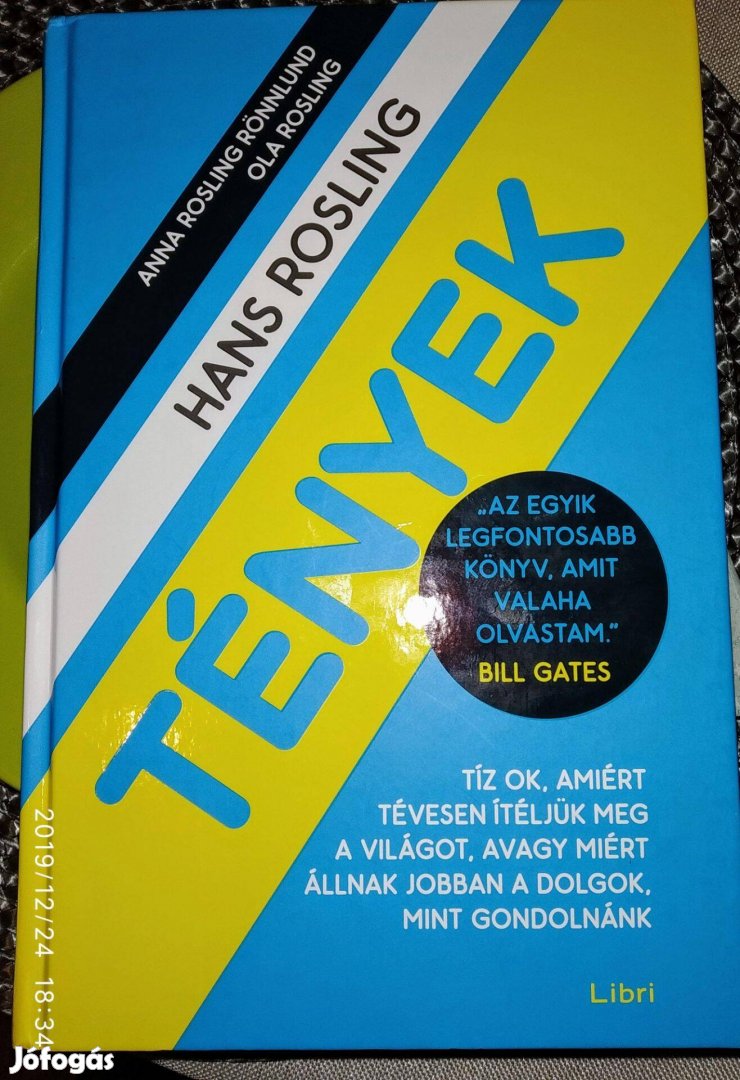 ANNA ROSLING RÖNNLUND
OLA ROSLING
HANS ROSLING
TÉNYEK
„AZ EGYIK
LEGFONTOSABB
KÖNYV, AMIT
VALAHA
OLVASTAM.”
BILL GATES
TÍZ OK, AMIÉRT
TÉVESEN ÍTÉLJÜK MEG
A VILÁGOT, AVAGY MIÉRT
ÁLLNAK JOBBAN A DOLGOK,
MINT GONDOLNÁNK
Libri
2019/12/24 18:34
Jófogás